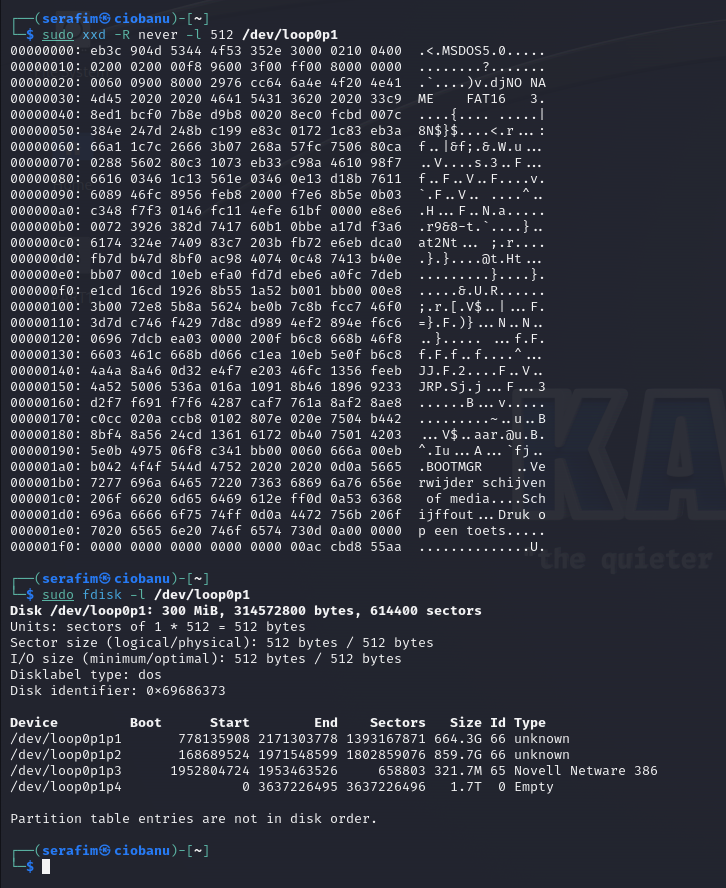 ┌──(serafim㉿ciobanu)-[~]
└─$ sudo xxd -R never -l 512 /dev/loop0p1
00000000: eb3c 904d 5344 4f53 352e 3000 0210 0400  .<.MSDOS5.0.....
00000010: 0200 0200 00f8 9600 3f00 ff00 8000 0000  ........?.......
00000020: 0060 0900 8000 2976 cc64 6a4e 4f20 4e41  .`....)v.djNO NA
00000030: 4d45 2020 2020 4641 5431 3620 2020 33c9  ME    FAT16   3.
00000040: 8ed1 bcf0 7b8e d9b8 0020 8ec0 fcbd 007c  ....{.... .....|
00000050: 384e 247d 248b c199 e83c 0172 1c83 eb3a  8N$}$....<.r...:
00000060: 66a1 1c7c 2666 3b07 268a 57fc 7506 80ca  f..|&f;.&.W.u...
00000070: 0288 5602 80c3 1073 eb33 c98a 4610 98f7  ..V....s.3..F...
00000080: 6616 0346 1c13 561e 0346 0e13 d18b 7611  f..F..V..F....v.
00000090: 6089 46fc 8956 feb8 2000 f7e6 8b5e 0b03  `.F..V.. ....^..
000000a0: c348 f7f3 0146 fc11 4efe 61bf 0000 e8e6  .H...F..N.a.....
000000b0: 0072 3926 382d 7417 60b1 0bbe a17d f3a6  .r9&8-t.`....}..
000000c0: 6174 324e 7409 83c7 203b fb72 e6eb dca0  at2Nt... ;.r....
000000d0: fb7d b47d 8bf0 ac98 4074 0c48 7413 b40e  .}.}....@t.Ht...
000000e0: bb07 00cd 10eb efa0 fd7d ebe6 a0fc 7deb  .........}....}.
000000f0: e1cd 16cd 1926 8b55 1a52 b001 bb00 00e8  .....&.U.R......
00000100: 3b00 72e8 5b8a 5624 be0b 7c8b fcc7 46f0  ;.r.[.V$..|...F.
00000110: 3d7d c746 f429 7d8c d989 4ef2 894e f6c6  =}.F.)}...N..N..
00000120: 0696 7dcb ea03 0000 200f b6c8 668b 46f8  ..}..... ...f.F.
00000130: 6603 461c 668b d066 c1ea 10eb 5e0f b6c8  f.F.f..f....^...
00000140: 4a4a 8a46 0d32 e4f7 e203 46fc 1356 feeb  JJ.F.2....F..V..
00000150: 4a52 5006 536a 016a 1091 8b46 1896 9233  JRP.Sj.j...F...3
00000160: d2f7 f691 f7f6 4287 caf7 761a 8af2 8ae8  ......B...v.....
00000170: c0cc 020a ccb8 0102 807e 020e 7504 b442  .........~..u..B
00000180: 8bf4 8a56 24cd 1361 6172 0b40 7501 4203  ...V$..aar.@u.B.
00000190: 5e0b 4975 06f8 c341 bb00 0060 666a 00eb  ^.Iu...A...`fj..
000001a0: b042 4f4f 544d 4752 2020 2020 0d0a 5665  .BOOTMGR    ..Ve
000001b0: 7277 696a 6465 7220 7363 6869 6a76 656e  rwijder schijven
000001c0: 206f 6620 6d65 6469 612e ff0d 0a53 6368   of media....Sch
000001d0: 696a 6666 6f75 74ff 0d0a 4472 756b 206f  ijffout...Druk o
000001e0: 7020 6565 6e20 746f 6574 730d 0a00 0000  p een toets.....
000001f0: 0000 0000 0000 0000 00ac cbd8 55aa  ..............U.
┌──(serafim㉿ciobanu)-[~]
└─$ sudo fdisk -l /dev/loop0p1
Disk /dev/loop0p1: 300 MiB, 314572800 bytes, 614400 sectors
Units: sectors of 1 * 512 = 512 bytes
Sector size (logical/physical): 512 bytes / 512 bytes
I/O size (minimum/optimal): 512 bytes / 512 bytes
Disklabel type: dos
Disk identifier: 0x69686373
Device         Boot      Start        End    Sectors   Size Id Type
/dev/loop0p1p1       778135908 2171303778 1393167871 664.3G 66 unknown
/dev/loop0p1p2       168689524 1971548599 1802859076 859.7G 66 unknown
/dev/loop0p1p3      1952804724 1953463526     658803 321.7M 65 Novell Netware 386
/dev/loop0p1p4               0 3637226495 3637226496   1.7T  0 Empty
Partition table entries are not in disk order.
┌──(serafim㉿ciobanu)-[~]
└─$
KA
"the quieter